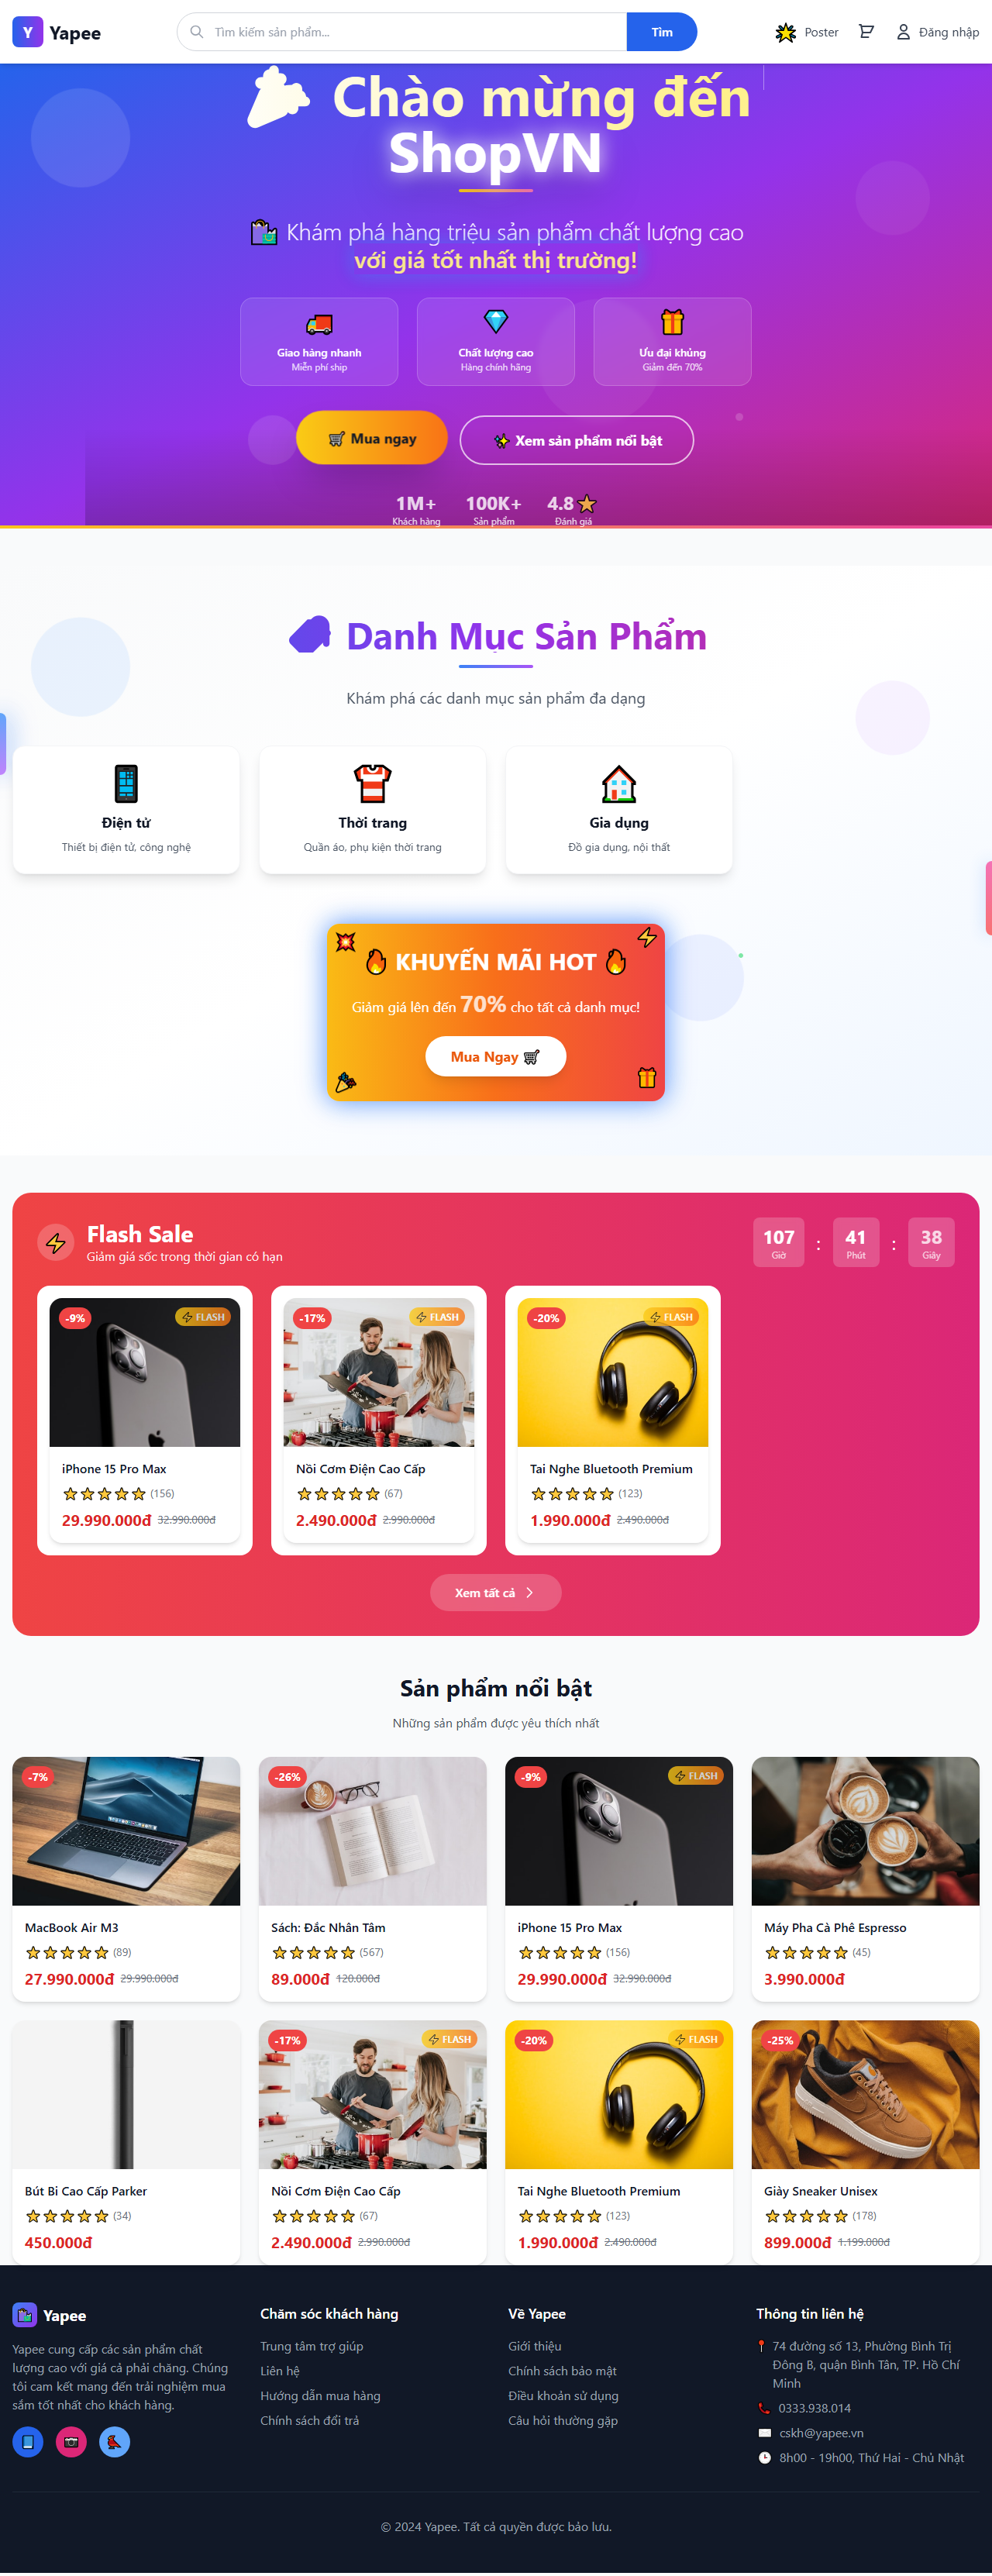 Y Yapee
Tìm kiếm sản phẩm...
Tìm
Poster
Đăng nhập
Chào mừng đến
ShopVN
Khám phá hàng triệu sản phẩm chất lượng cao
với giá tốt nhất thị trường!
Giao hàng nhanh
Miễn phí ship
Chất lượng cao
Hàng chính hãng
Ưu đại khủng
Giảm đến 70%
Mua ngay
Xem sản phẩm nổi bật
1M+
Khách hàng
100K+
Sản phẩm
4.8
Đánh giá
Danh Mục Sản Phẩm
Khám phá các danh mục sản phẩm đa dạng
Điện tử
Thiết bị điện tử, công nghệ
Thời trang
Quần áo, phụ kiện thời trang
Gia dụng
Đồ gia dụng, nội thất
KHUYẾN MÃI HOT
Giảm giá lên đến 70% cho tất cả danh mục!
Mua Ngay
Flash Sale
Giảm giá sốc trong thời gian có hạn
107 : 41 : 38
Giờ Phút Giây
-9% FLASH
iPhone 15 Pro Max
(156)
29.990.000đ 32.990.000đ
-17% FLASH
Nồi Cơm Điện Cao Cấp
(67)
2.490.000đ 2.990.000đ
-20% FLASH
Tai Nghe Bluetooth Premium
(123)
1.990.000đ 2.490.000đ
Xem tất cả
Sản phẩm nổi bật
Những sản phẩm được yêu thích nhất
-7%
MacBook Air M3
(89)
27.990.000đ 29.990.000đ
-26%
Sách: Đắc Nhân Tâm
(567)
89.000đ 120.000đ
-9% FLASH
iPhone 15 Pro Max
(156)
29.990.000đ 32.990.000đ
Máy Pha Cà Phê Espresso
(45)
3.990.000đ
Bút Bi Cao Cấp Parker
(34)
450.000đ
-17% FLASH
Nồi Cơm Điện Cao Cấp
(67)
2.490.000đ 2.990.000đ
-20% FLASH
Tai Nghe Bluetooth Premium
(123)
1.990.000đ 2.490.000đ
-25%
Giày Sneaker Unisex
(178)
899.000đ 1.199.000đ
Yapee
Yapee cung cấp các sản phẩm chất
lượng cao với giá cả phải chăng. Chúng
tôi cam kết mang đến trải nghiệm mua
sắm tốt nhất cho khách hàng.
Chăm sóc khách hàng
Trung tâm trợ giúp
Liên hệ
Hướng dẫn mua hàng
Chính sách đổi trả
Về Yapee
Giới thiệu
Chính sách bảo mật
Điều khoản sử dụng
Câu hỏi thường gặp
Thông tin liên hệ
74 đường số 13, Phường Bình Trị
Đông B, quận Bình Tân, TP. Hồ Chí
Minh
0333.938.014
cskh@yapee.vn
8h00 - 19h00, Thứ Hai - Chủ Nhật
© 2024 Yapee. Tất cả quyền được bảo lưu.